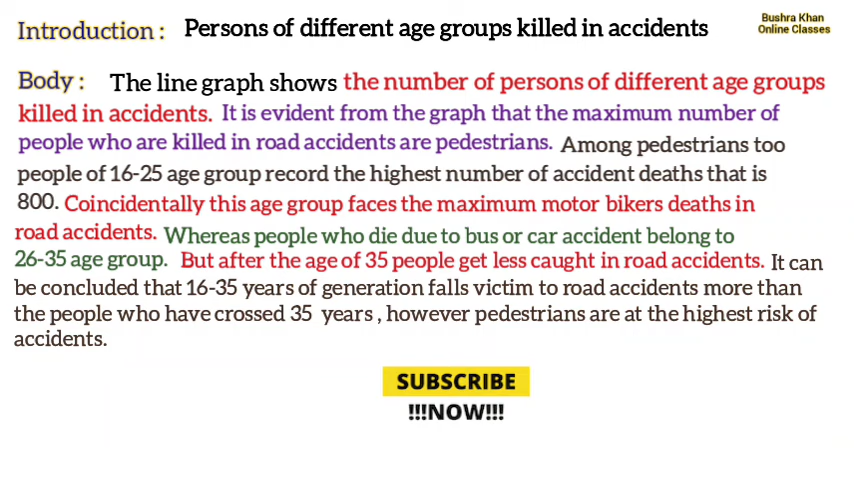 Introduction : Persons of different age groups killed in accidents
Bushra Khan
Online Classes
Body : The line graph shows the number of persons of different age groups
killed in accidents. It is evident from the graph that the maximum number of
people who are killed in road accidents are pedestrians. Among pedestrians too
people of 16-25 age group record the highest number of accident deaths that is
800. Coincidentally this age group faces the maximum motor bikers deaths in
road accidents. Whereas people who die due to bus or car accident belong to
26-35 age group. But after the age of 35 people get less caught in road accidents. It can
be concluded that 16-35 years of generation falls victim to road accidents more than
the people who have crossed 35 years , however pedestrians are at the highest risk of
accidents.
SUBSCRIBE
!!!NOW!!!